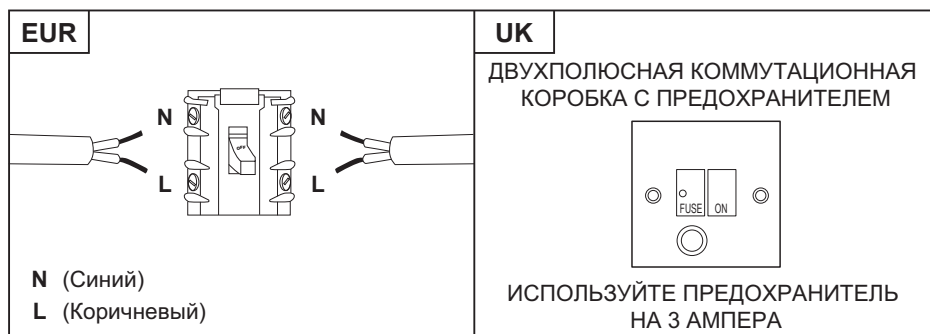 EUR
N N
OFF
L L
N (Синий)
L (Коричневый)
UK
ДВУХПОЛЮСНАЯ КОММУТАЦИОННАЯ
КОРОБКА С ПРЕДОХРАНИТЕЛЕМ
FUSE ON
ИСПОЛЬЗУЙТЕ ПРЕДОХРАНИТЕЛЬ
НА 3 АМПЕРА